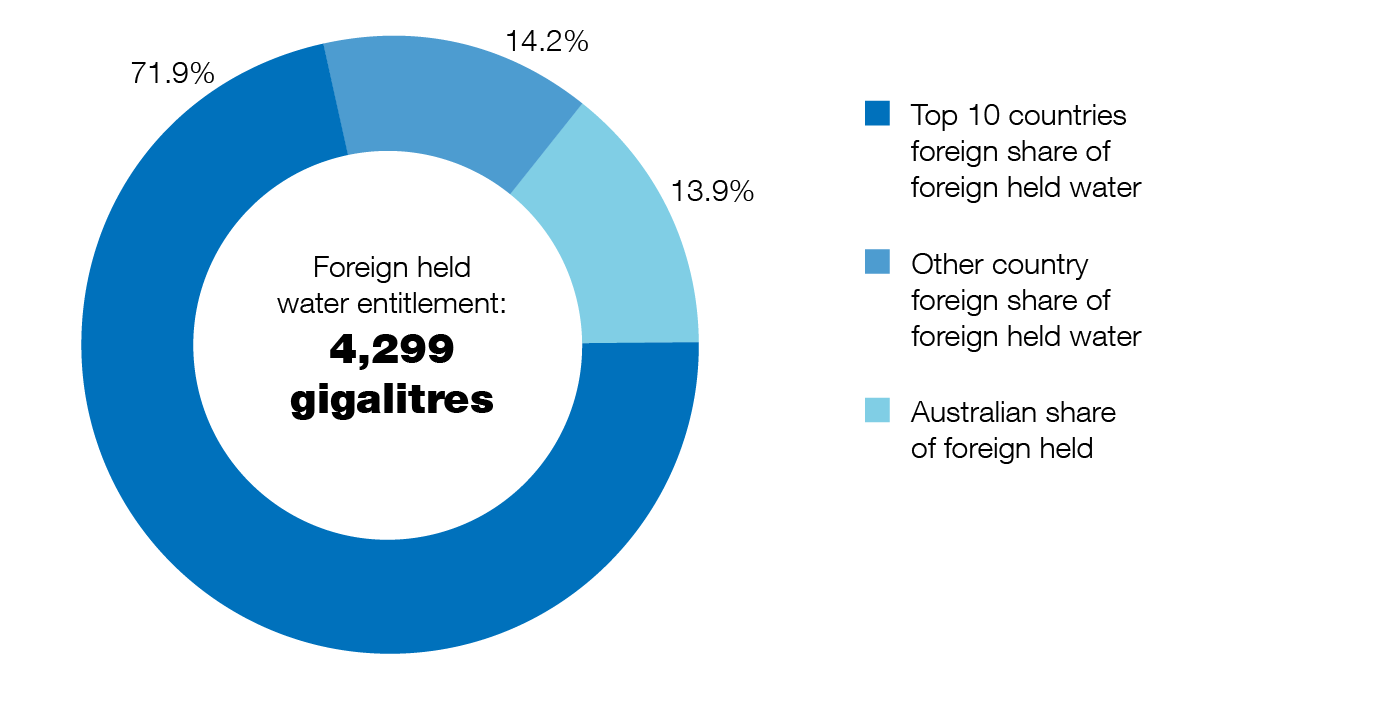 14.2%
71.9%
13.9%
Foreign held
water entitlement:
4,299
gigalitres
Top 10 countries
foreign share of
foreign held water
Other country
foreign share of
foreign held water
Australian share
of foreign held